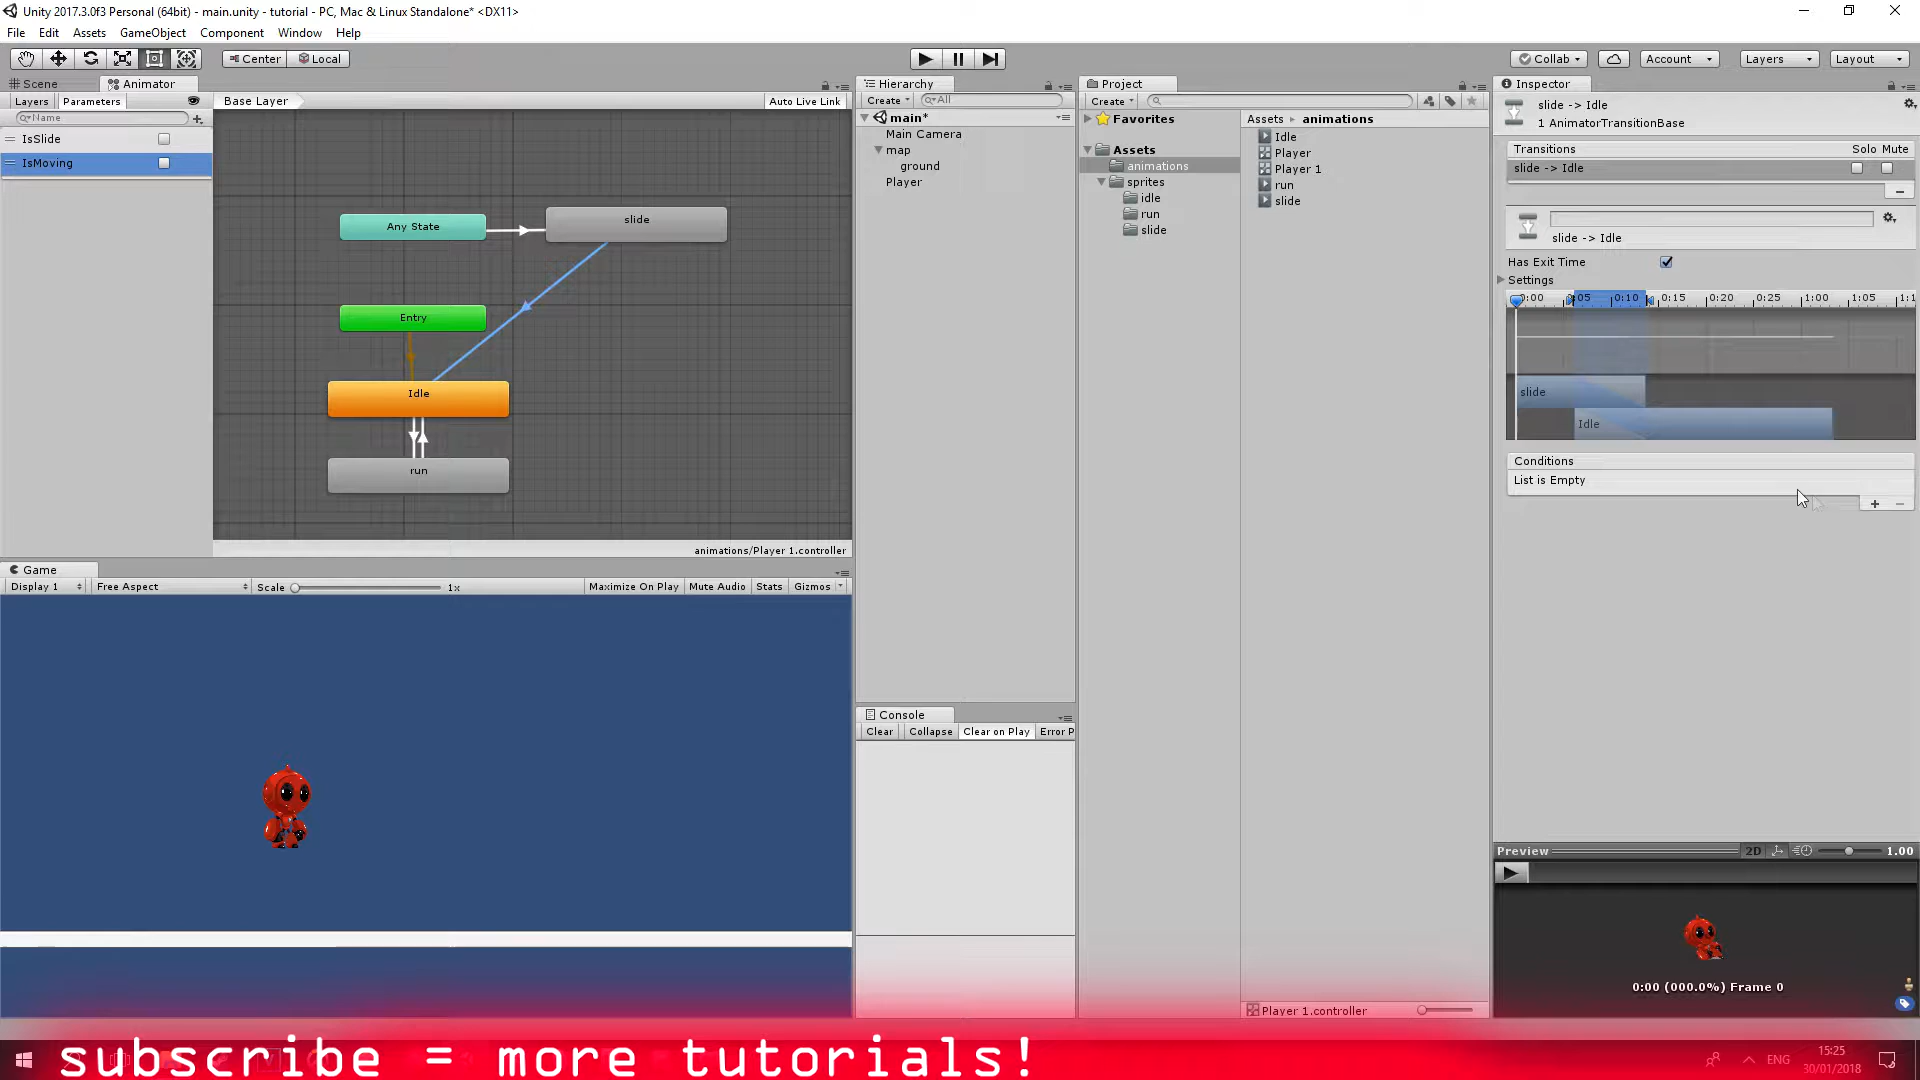 Unity 2017.3.0f3 Personal (64bit) - main.unity - tutorial - PC, Mac & Linux Standalone* <DX11>
File Edit Assets GameObject Component Window Help
Center Local Collab Account Layers Layout
Scene Animator
Layers Parameters
Name
IsSlide
IsMoving
Base Layer Auto Live Link
Any State
slide
Entry
Idle
run
animations/Player 1.controller
Game
Display 1 Free Aspect Scale 1x Maximize On Play Mute Audio Stats Gizmos
Hierarchy
Create All
main*
Main Camera
map
ground
Player
Console
Clear Collapse Clear on Play Error P
Project
Create
Favorites
Assets
animations
sprites
idle
run
slide
Assets animations
Idle
Player
Player 1
run
slide
Player 1.controller
Inspector
slide -> Idle
1 AnimatorTransitionBase
Transitions Solo Mute
slide -> Idle
slide -> Idle
Has Exit Time
Settings
0:00 0:10 0:15 0:20 0:25 1:00 1:05
slide
Idle
Conditions
List is Empty
+ -
Preview 2D 1.00
0:00 (000.0%) Frame 0
subscribe = more tutorials!
ENG
15:25
30/01/2018